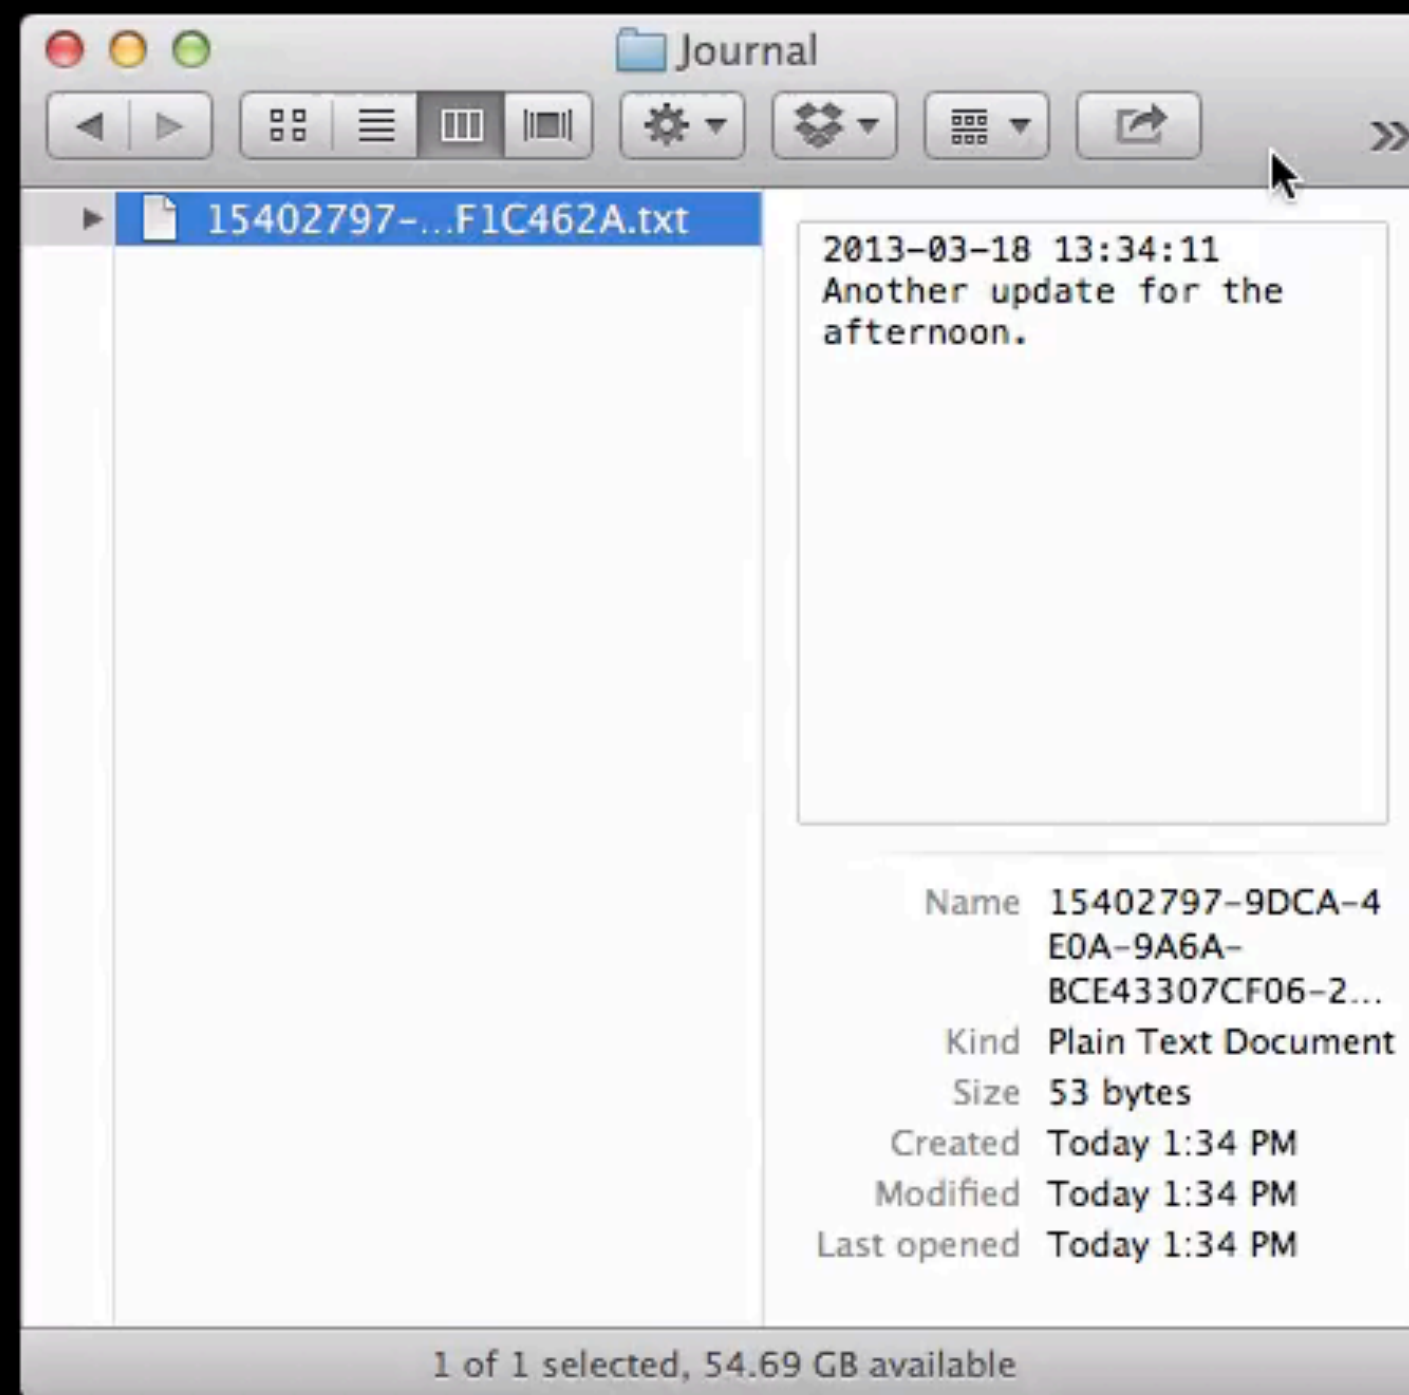 Journal
15402797-...F1C462A.txt
2013-03-18 13:34:11
Another update for the
afternoon.
Name 15402797-9DCA-4
E0A-9A6A-
BCE43307CF06-2...
Kind Plain Text Document
Size 53 bytes
Created Today 1:34 PM
Modified Today 1:34 PM
Last opened Today 1:34 PM
1 of 1 selected, 54.69 GB available